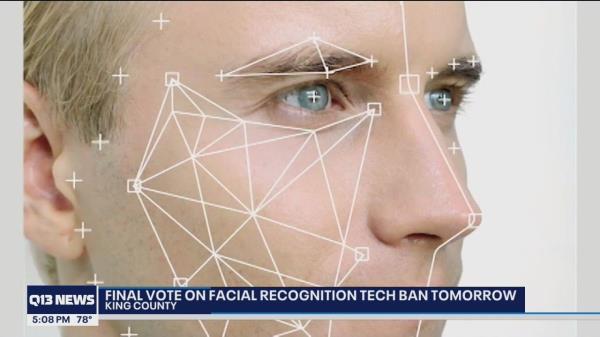 FINAL VOTE ON FACIAL RECOGNITION TECH BAN TOMORROW
Q13 NEWS
KING COUNTY
5:08 PM 78°